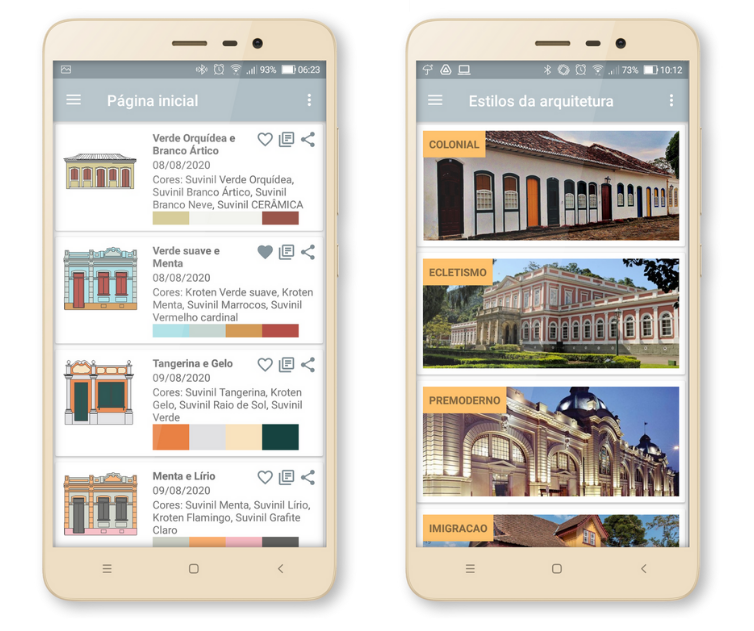 93% 06:23
Página inicial
Verde Orquídea e
Branco Ártico
08/08/2020
Cores: Suvinil Verde Orquídea,
Suvinil Branco Ártico, Suvinil
Branco Neve, Suvinil CERÂMICA
Verde suave e
Menta
08/08/2020
Cores: Kroten Verde suave, Kroten
Menta, Suvinil Marrocos, Suvinil
Vermelho cardinal
Tangerina e Gelo
09/08/2020
Cores: Suvinil Tangerina, Kroten
Gelo, Suvinil Raio de Sol, Suvinil
Verde
Menta e Lírio
09/08/2020
Cores: Suvinil Menta, Suvinil Lírio,
Kroten Flamingo, Suvinil Grafite
Claro
73% 10:12
Estilos da arquitetura
COLONIAL
ECLETISMO
PREMODERNO
IMIGRACAO